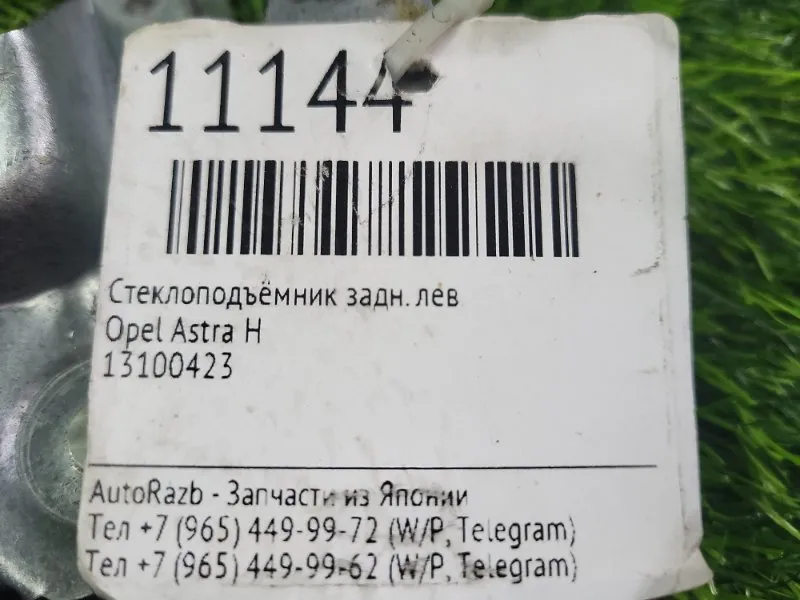 11144
Стеклоподъёмник задн. лев
Opel Astra H
13100423
AutoRazb - Запчасти из Японии
Тел +7 (965) 449-99-72 (W/P, Telegram)
Тел +7 (965) 449-99-62 (W/P, Telegram)